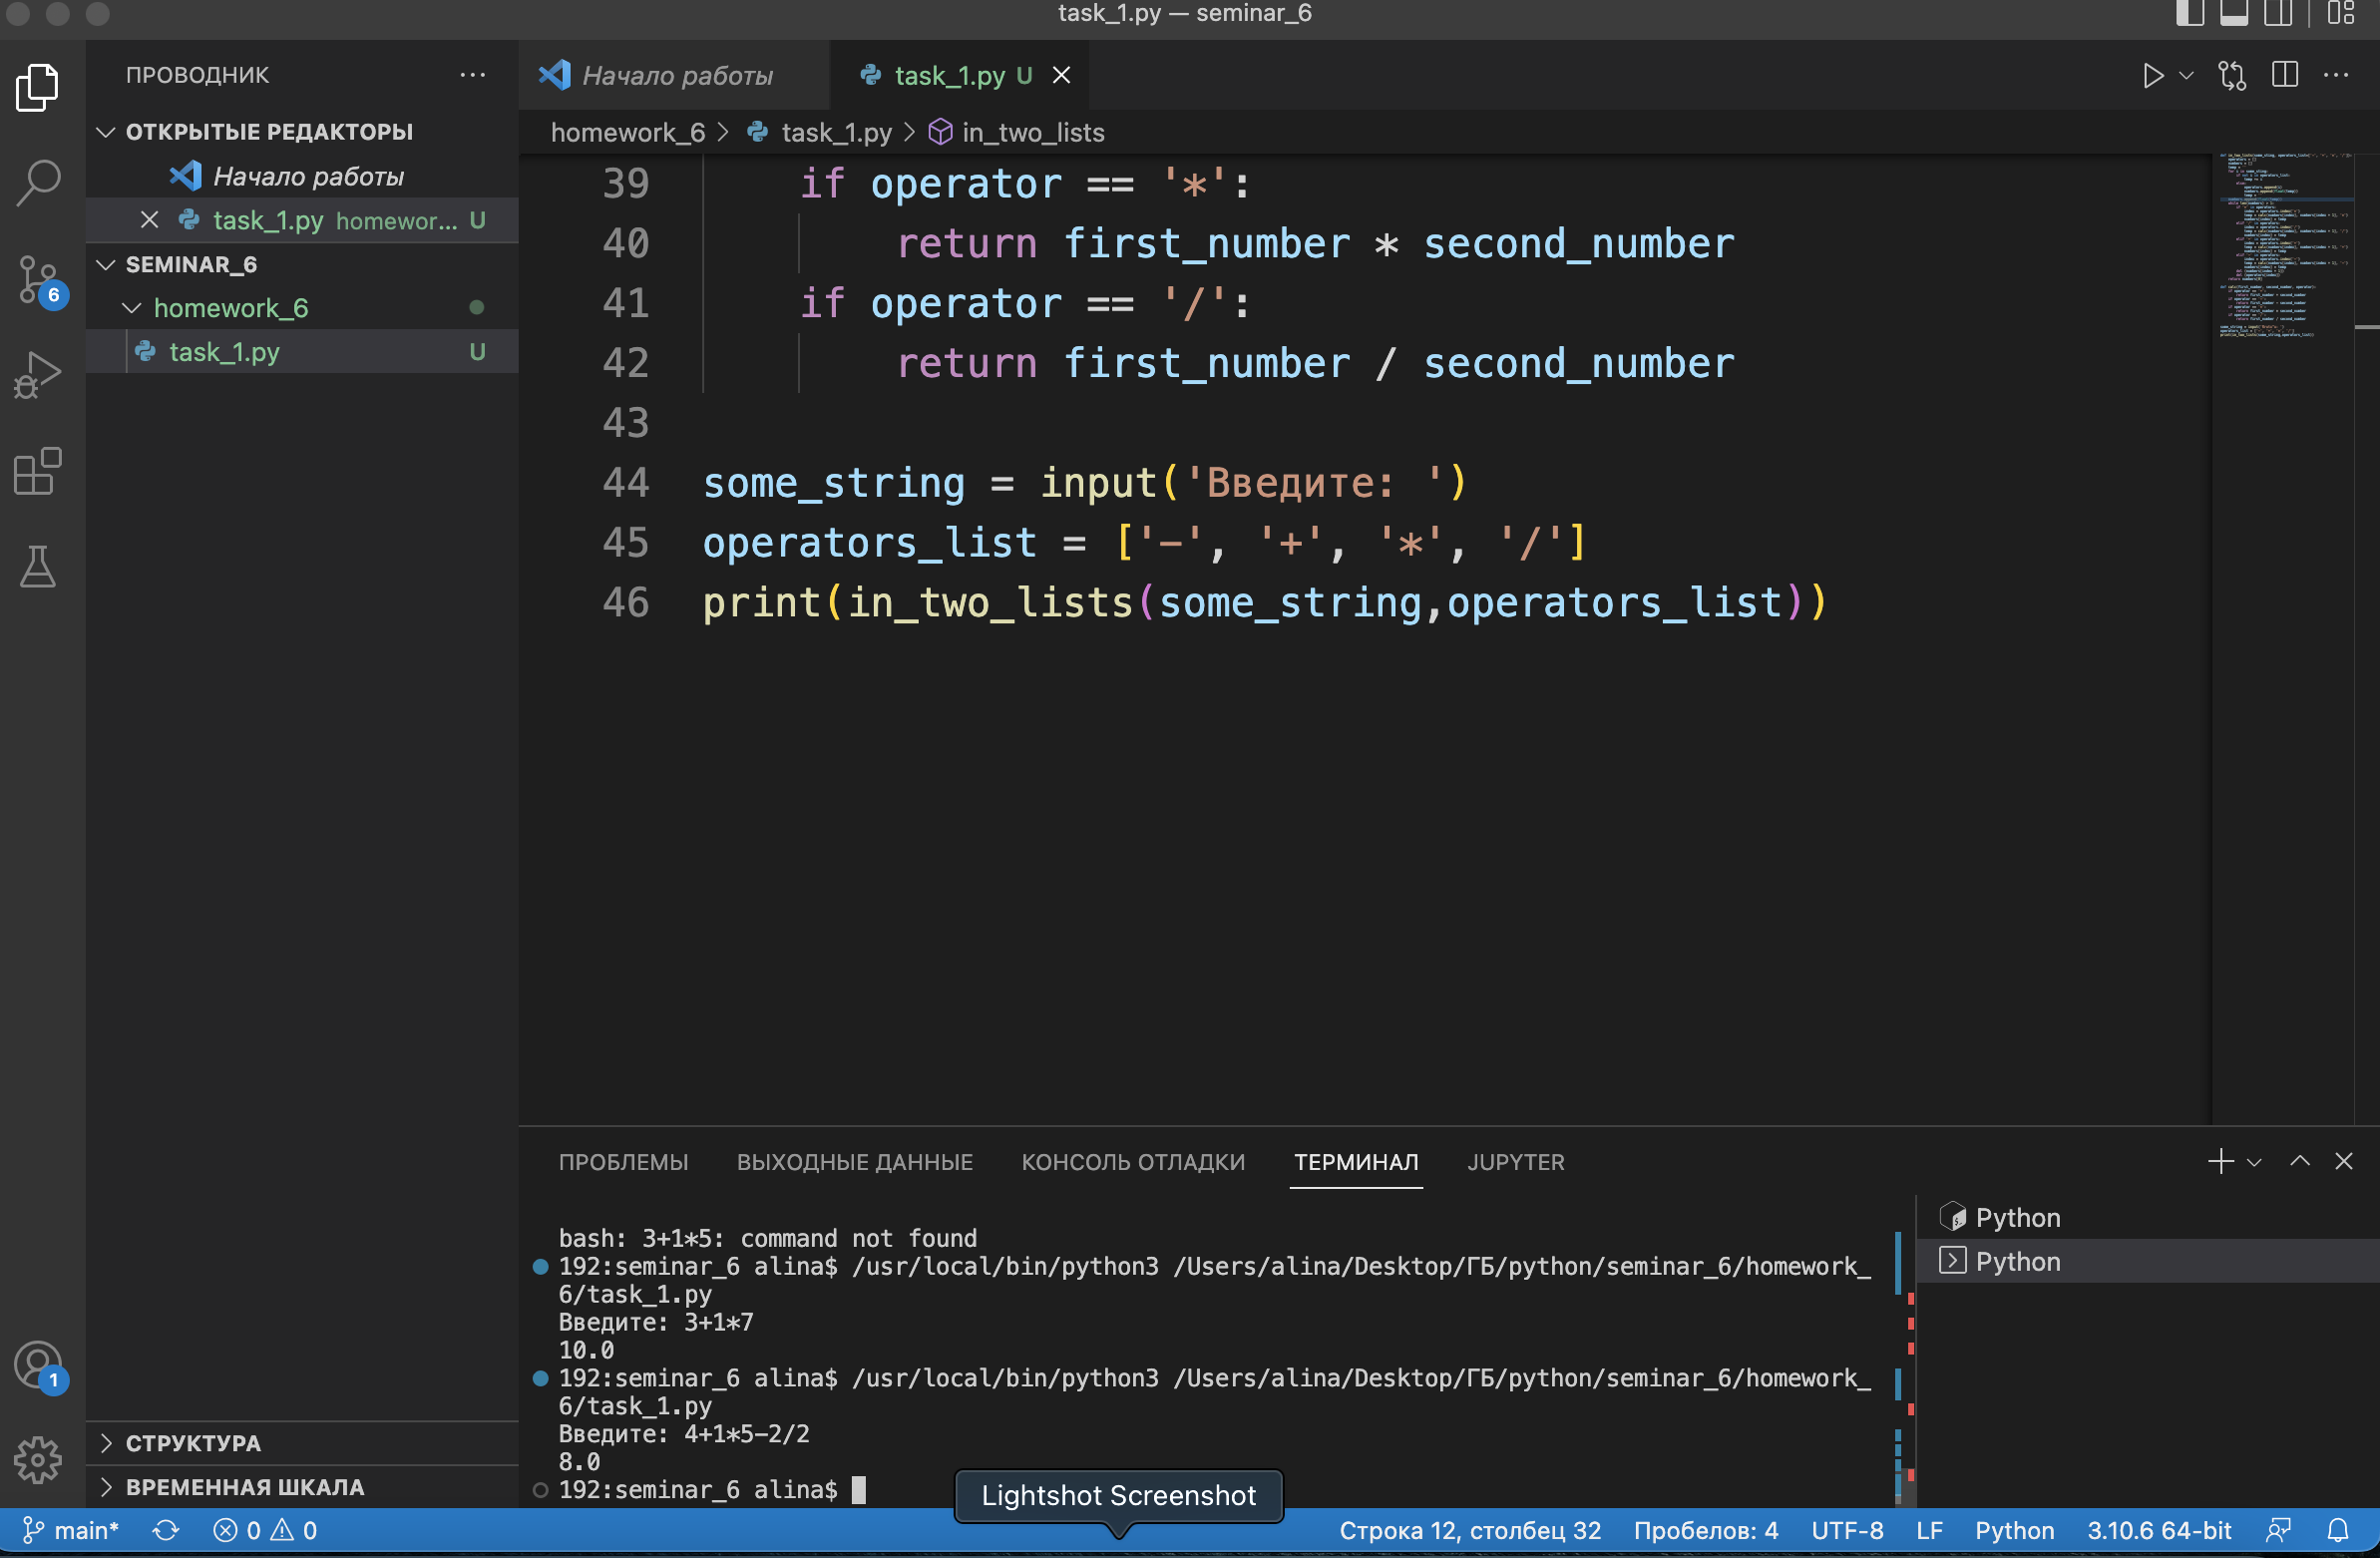 task_1.py — seminar_6
ПРОВОДНИК
ОТКРЫТЫЕ РЕДАКТОРЫ
Начало работы
task_1.py homewor... U
SEMINAR_6
homework_6
task_1.py U
СТРУКТУРА
ВРЕМЕННАЯ ШКАЛА
6
1
Начало работы
task_1.py U
homework_6 > task_1.py > in_two_lists
39 if operator == '*':
40 return first_number * second_number
41 if operator == '/':
42 return first_number / second_number
43
44 some_string = input('Введите: ')
45 operators_list = ['-', '+', '*', '/']
46 print(in_two_lists(some_string,operators_list))
ПРОБЛЕМЫ ВЫХОДНЫЕ ДАННЫЕ КОНСОЛЬ ОТЛАДКИ ТЕРМИНАЛ JUPYTER
bash: 3+1*5: command not found
192:seminar_6 alina$ /usr/local/bin/python3 /Users/alina/Desktop/ГБ/python/seminar_6/homework_
6/task_1.py
Введите: 3+1*7
10.0
192:seminar_6 alina$ /usr/local/bin/python3 /Users/alina/Desktop/ГБ/python/seminar_6/homework_
6/task_1.py
Введите: 4+1*5-2/2
8.0
192:seminar_6 alina$
Python
Python
Lightshot Screenshot
main* 0 0 Строка 12, столбец 32 Пробелов: 4 UTF-8 LF Python 3.10.6 64-bit